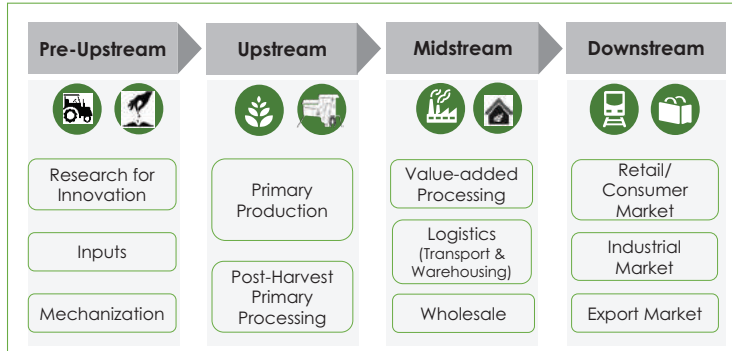 Pre-Upstream
Upstream
Midstream
Downstream
Research for
Innovation
Inputs
Mechanization
Primary
Production
Post-Harvest
Primary
Processing
Value-added
Processing
Logistics
(Transport &
Warehousing)
Wholesale
Retail/
Consumer
Market
Industrial
Market
Export Market